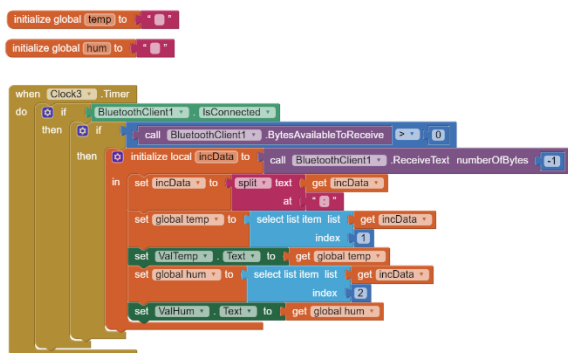 initialize global temp to " "
initialize global hum to " "
when Clock3 .Timer
do if BluetoothClient1 . IsConnected
then if call BluetoothClient1 .BytesAvailableToReceive > 0
then initialize local incData to call BluetoothClient1 .ReceiveText numberOfBytes -1
in set incData to split text get incData
at " "
set global temp to select list item list get incData
index 1
set ValTemp . Text to get global temp
set global hum to select list item list get incData
index 2
set ValHum . Text to get global hum